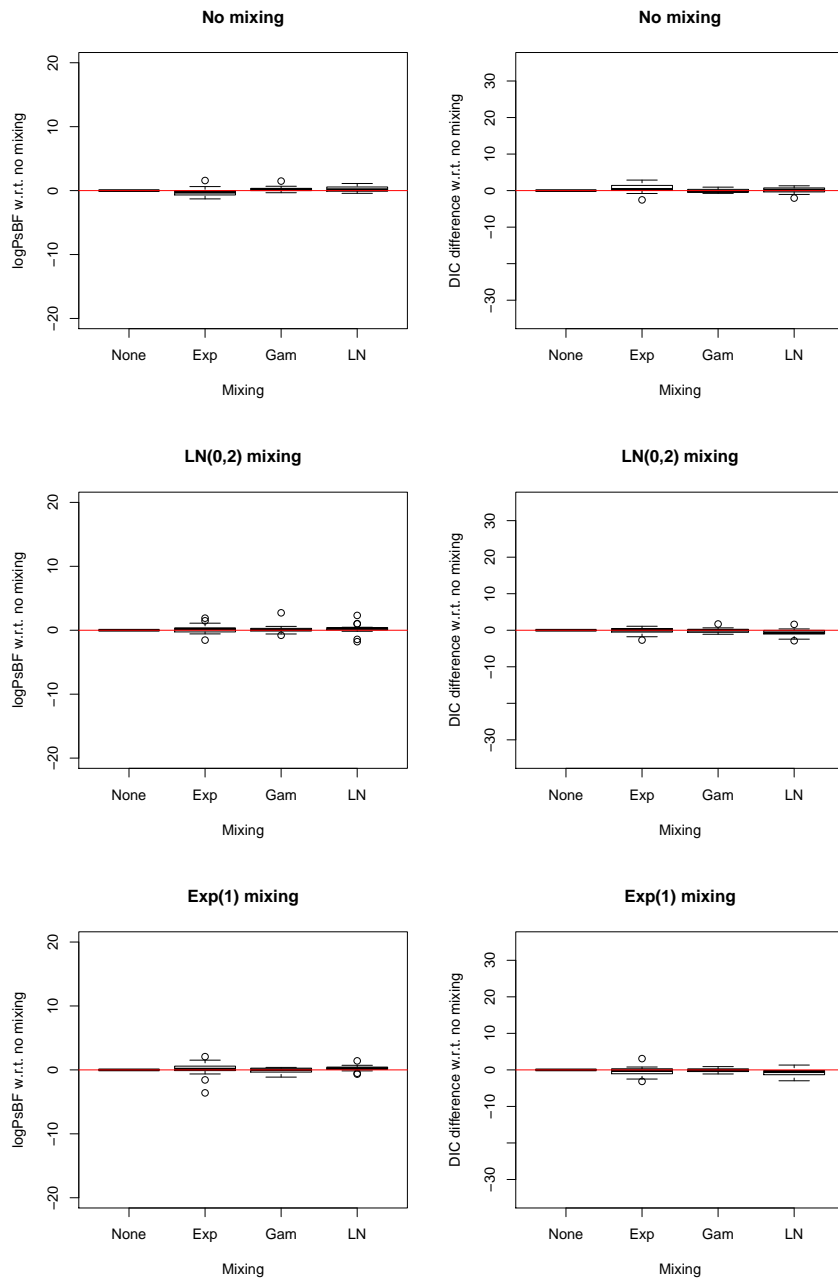 No mixing
logPsBF w.r.t. no mixing
20
10
0
−10
−20
None Exp Gam LN
Mixing
No mixing
DIC difference w.r.t. no mixing
30
20
10
0
−10
−30
None Exp Gam LN
Mixing
LN(0,2) mixing
logPsBF w.r.t. no mixing
20
10
0
−10
−20
None Exp Gam LN
Mixing
LN(0,2) mixing
DIC difference w.r.t. no mixing
30
20
10
0
−10
−30
None Exp Gam LN
Mixing
Exp(1) mixing
logPsBF w.r.t. no mixing
20
10
0
−10
−20
None Exp Gam LN
Mixing
Exp(1) mixing
DIC difference w.r.t. no mixing
30
20
10
0
−10
−30
None Exp Gam LN
Mixing